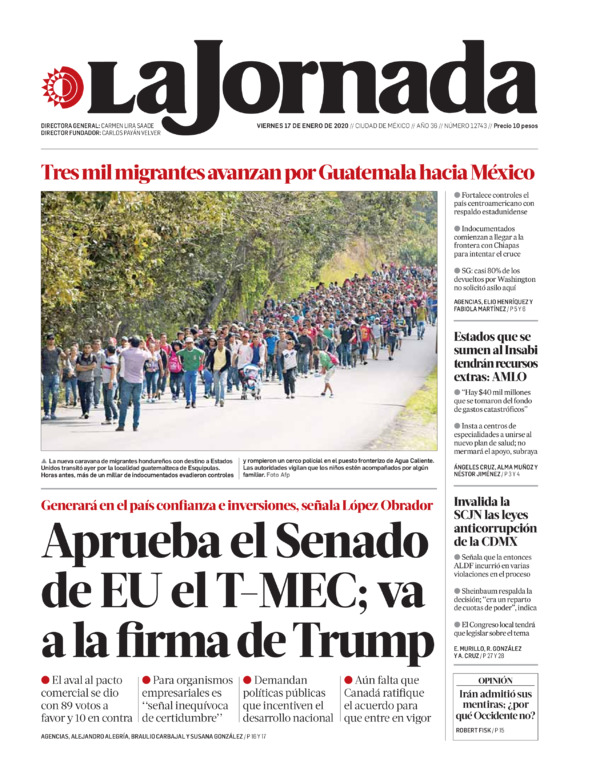 La Jornada
DIRECTORA GENERAL: CARMEN LIRA SAADE
DIRECTOR FUNDADOR: CARLOS PAYÁN VELVER
VIERNES 17 DE ENERO DE 2020 // CIUDAD DE MÉXICO // AÑO 36 // NÚMERO 12743 // Precio 10 pesos
Tres mil migrantes avanzan por Guatemala hacia México
● Fortalece controles el
país centroamericano con
respaldo estadunidense
● Indocumentados
comienzan a llegar a la
frontera con Chiapas
para intentar el cruce
● SG: casi 80% de los
devueltos por Washington
no solicitó asilo aquí
AGENCIAS, ELIO HENRÍQUEZ Y
FABIOLA MARTÍNEZ / P 5 Y 6
▲ La nueva caravana de migrantes hondureños con destino a Estados
Unidos transitó ayer por la localidad guatemalteca de Esquipulas.
Horas antes, más de un millar de indocumentados evadieron controles
y rompieron un cerco policial en el puesto fronterizo de Agua Caliente.
Las autoridades vigilan que los niños estén acompañados por algún
familiar. Foto Afp
Estados que se
sumen al Insabi
tendrán recursos
extras: AMLO
● "Hay $40 mil millones
que se tomaron del fondo
de gastos catastróficos"
● Insta a centros de
especialidades a unirse al
nuevo plan de salud; no
mermará el apoyo, subraya
ÁNGELES CRUZ, ALMA MUÑOZ Y
NÉSTOR JIMÉNEZ / P 3 Y 4
Generará en el país confianza e inversiones, señala López Obrador
Aprueba el Senado
de EU el T-MEC; va
a la firma de Trump
● El aval al pacto
comercial se dio
con 89 votos a
favor y 10 en contra
● Para organismos
empresariales es
"señal inequívoca
de certidumbre"
● Demandan
políticas públicas
que incentiven el
desarrollo nacional
● Aún falta que
Canadá ratifique
el acuerdo para
que entre en vigor
AGENCIAS, ALEJANDRO ALEGRÍA, BRAULIO CARBAJAL Y SUSANA GONZÁLEZ / P 16 Y 17
Invalida la
SCJN las leyes
anticorrupción
de la CDMX
● Señala que la entonces
ALDF incurrió en varias
violaciones en el proceso
● Sheinbaum respalda la
decisión; "era un reparto
de cuotas de poder", indica
● El Congreso local tendrá
que legislar sobre el tema
E. MURILLO, R. GONZÁLEZ
Y A. CRUZ / P 27 Y 28
OPINIÓN
Irán admitió sus
mentiras; ¿por
qué Occidente no?
ROBERT FISK / P 15